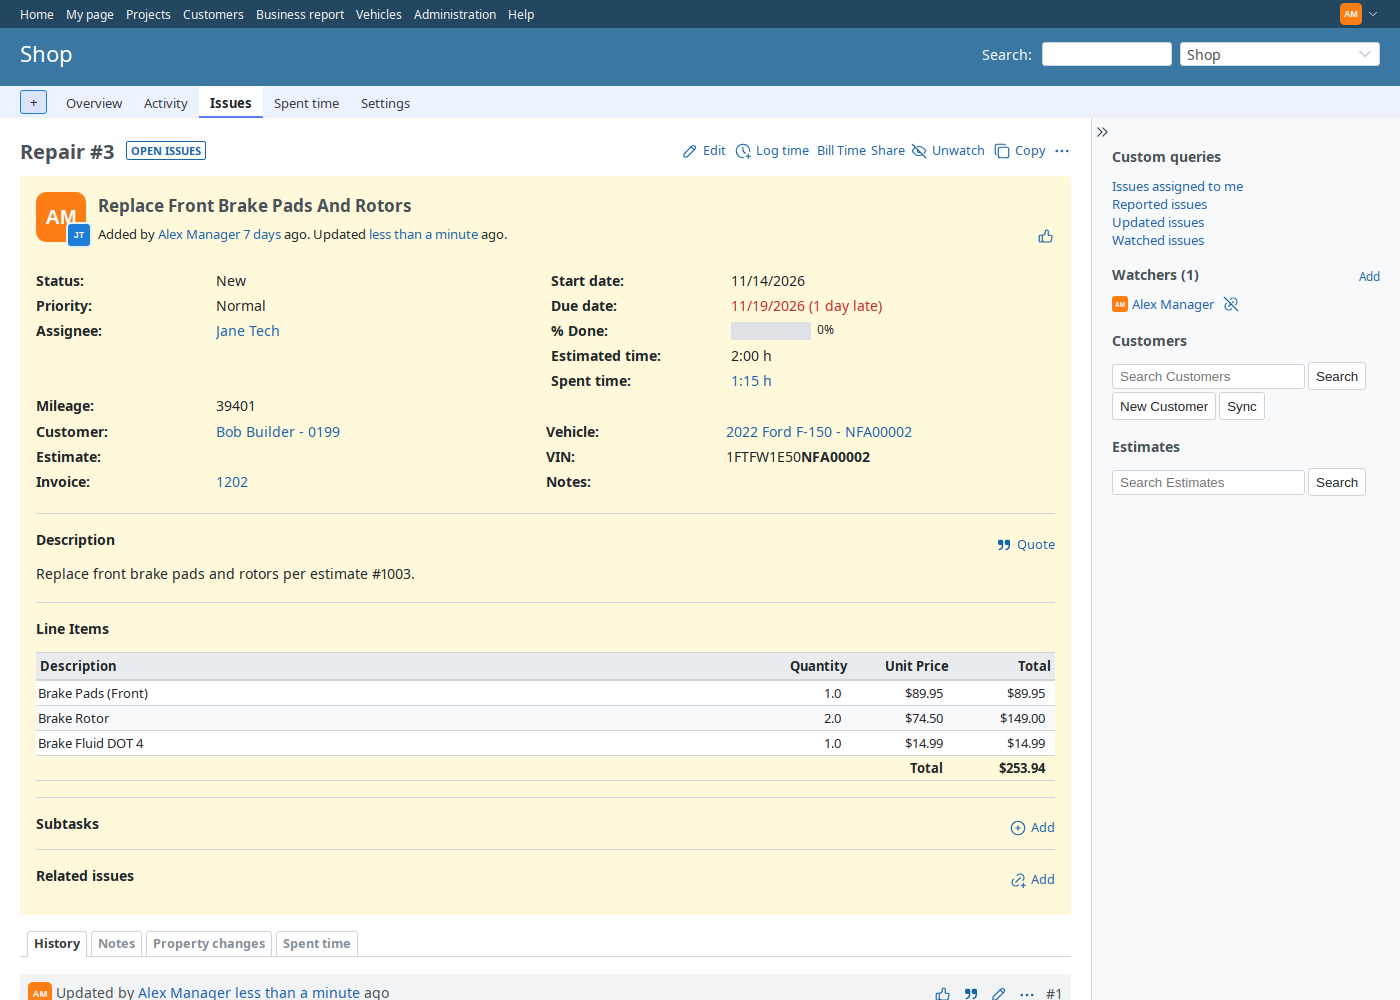 Home My page Projects Customers Business report Vehicles Administration Help AM
Shop Search: Shop
+ Overview Activity Issues Spent time Settings
Repair #3 OPEN ISSUES Edit Log time Bill Time Share Unwatch Copy ...
AM JT Replace Front Brake Pads And Rotors
Added by Alex Manager 7 days ago. Updated less than a minute ago.
Status: New Start date: 11/14/2026
Priority: Normal Due date: 11/19/2026 (1 day late)
Assignee: Jane Tech % Done: 0%
Estimated time: 2:00 h
Spent time: 1:15 h
Mileage: 39401
Customer: Bob Builder - 0199 Vehicle: 2022 Ford F-150 - NFA00002
Estimate: VIN: 1FTFW1E50NFA00002
Invoice: 1202 Notes:
Description Quote
Replace front brake pads and rotors per estimate #1003.
Line Items
Description Quantity Unit Price Total
Brake Pads (Front) 1.0 $89.95 $89.95
Brake Rotor 2.0 $74.50 $149.00
Brake Fluid DOT 4 1.0 $14.99 $14.99
Total $253.94
Subtasks Add
Related issues Add
History Notes Property changes Spent time
AM Updated by Alex Manager less than a minute ago #1
Custom queries
Issues assigned to me
Reported issues
Updated issues
Watched issues
Watchers (1) Add
AM Alex Manager
Customers
Search Customers Search
New Customer Sync
Estimates
Search Estimates Search